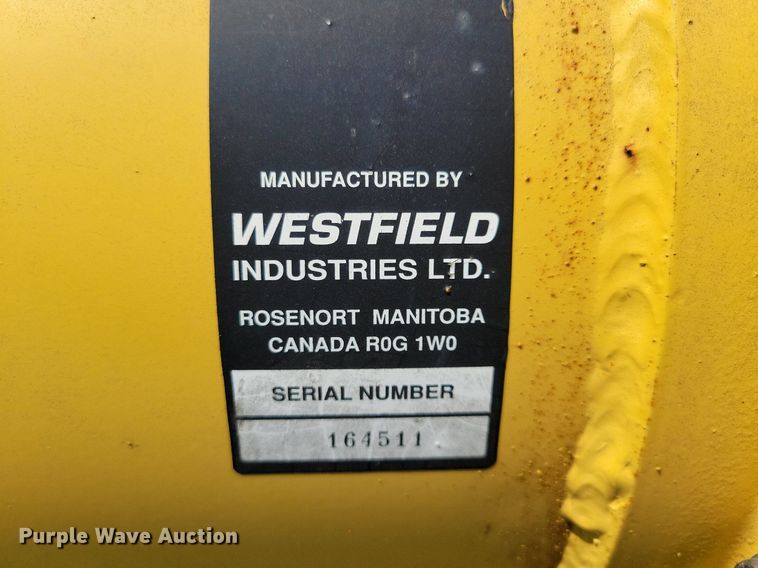 MANUFACTURED BY
WESTFIELD
INDUSTRIES LTD.
ROSENORT MANITOBA
CANADA R0G 1W0
SERIAL NUMBER
164511
Purple Wave Auction